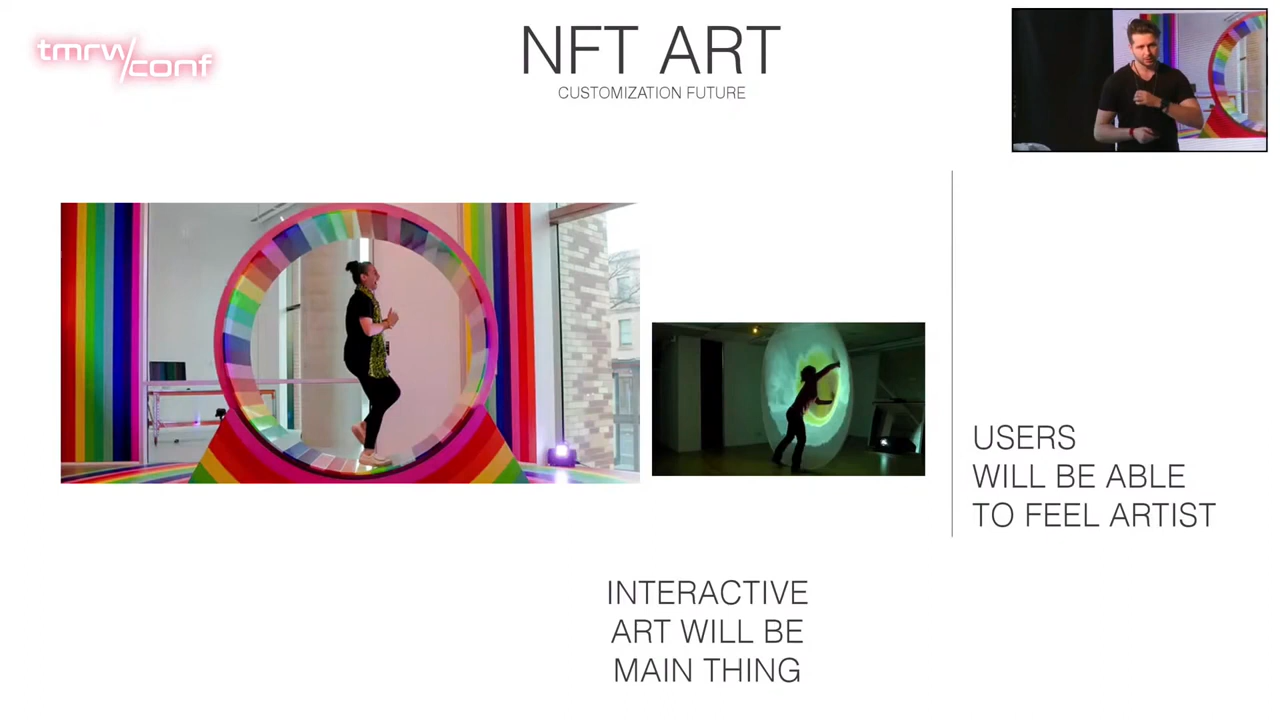 tmrw/conf
NFT ART
CUSTOMIZATION FUTURE
USERS
WILL BE ABLE
TO FEEL ARTIST
INTERACTIVE
ART WILL BE
MAIN THING